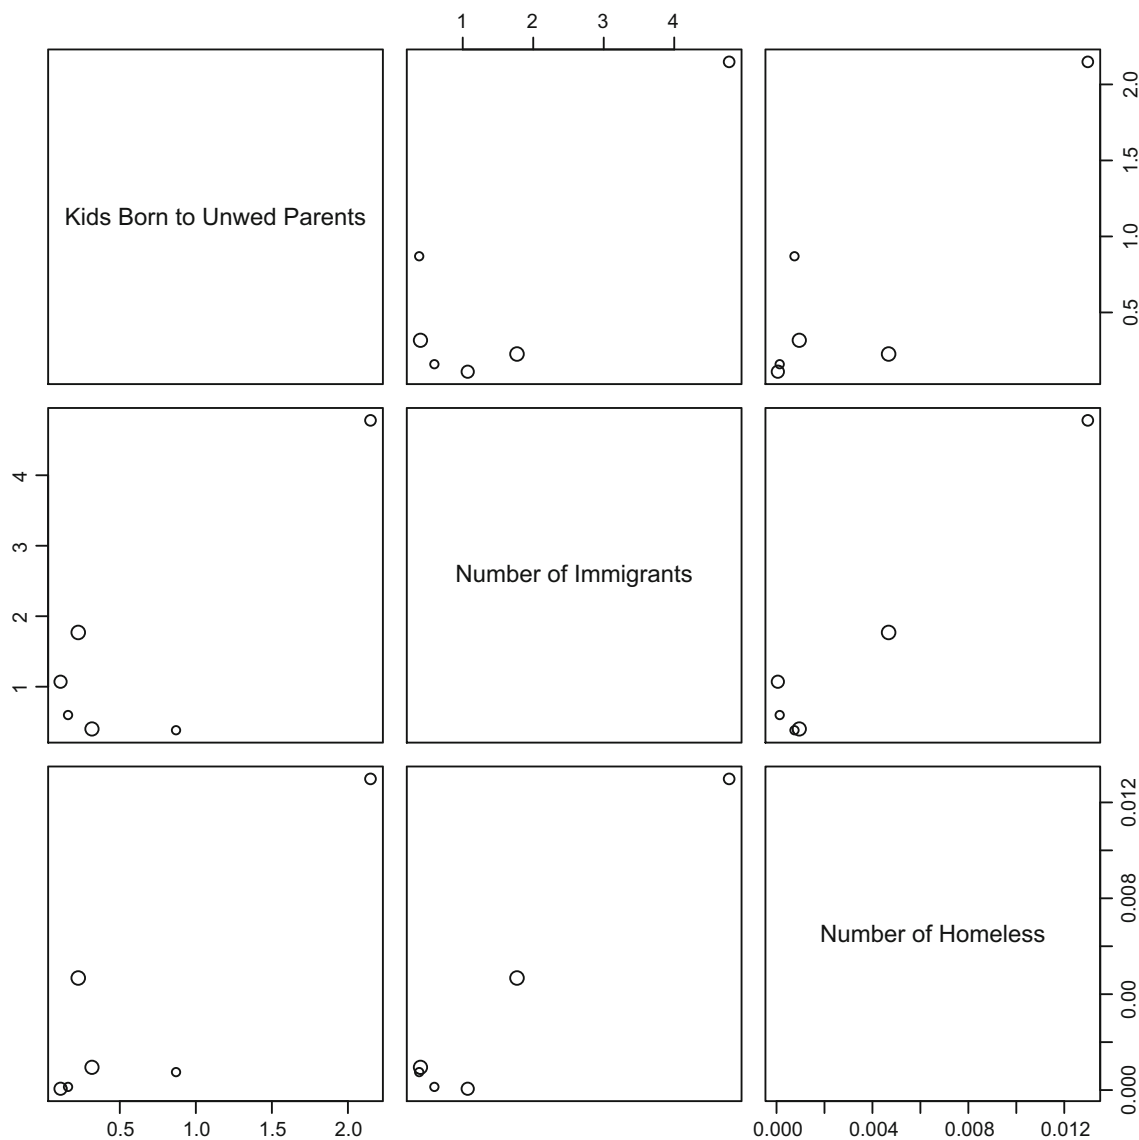 1 2 3 4
Kids Born to Unwed Parents
0.5 1.0 1.5 2.0
1 2 3 4
Number of Immigrants
Number of Homeless
0.000 0.00 0.008 0.012
0.5 1.0 1.5 2.0
0.000 0.004 0.008 0.012